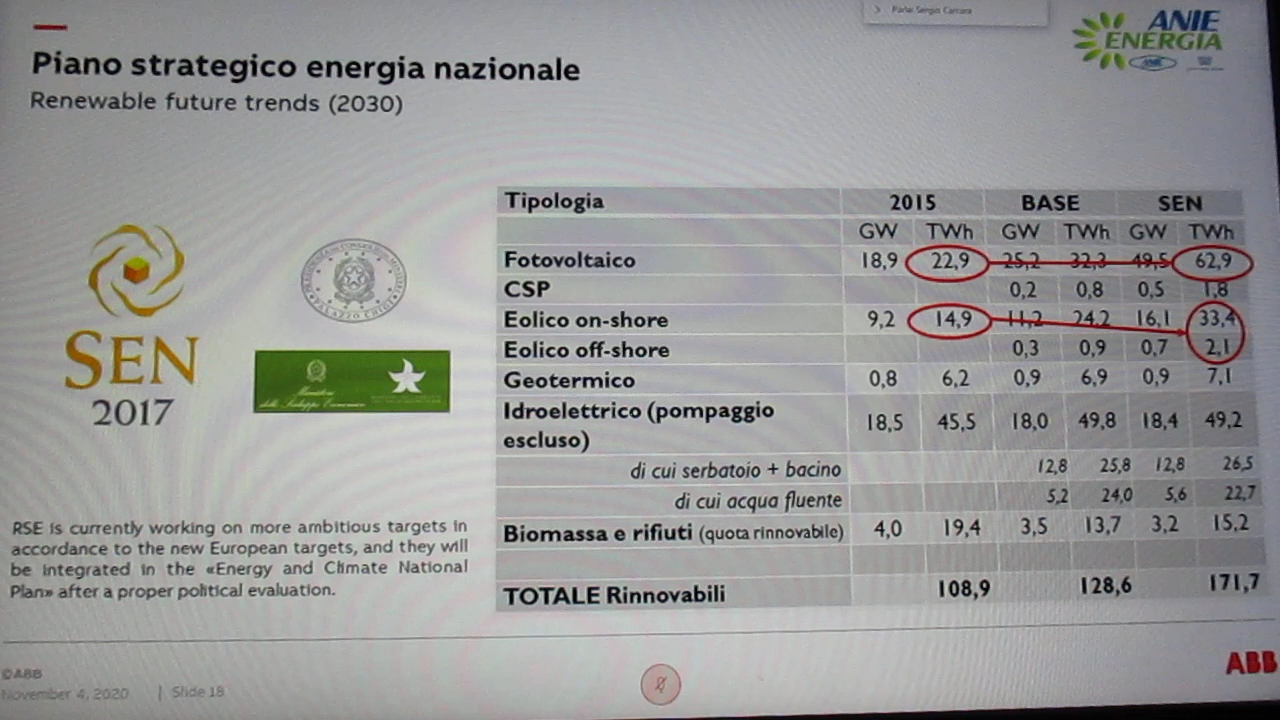 Parla: Sergio Carrara
ANIE
ENERGIA
Piano strategico energia nazionale
Renewable future trends (2030)
SEN
2017
PALAZZO CHIGI
Ministero
dello Sviluppo Economico
RSE is currently working on more ambitious targets in
accordance to the new European targets, and they will
be integrated in the «Energy and Climate National
Plan» after a proper political evaluation.
Tipologia 2015 BASE SEN
GW TWh GW TWh GW TWh
Fotovoltaico 18,9 22,9 25,2 32,3 49,5 62,9
CSP 0,2 0,8 0,5 1,8
Eolico on-shore 9,2 14,9 11,2 24,2 16,1 33,4
Eolico off-shore 0,3 0,9 0,7 2,1
Geotermico 0,8 6,2 0,9 6,9 0,9 7,1
Idroelettrico (pompaggio
escluso) 18,5 45,5 18,0 49,8 18,4 49,2
di cui serbatoio + bacino 12,8 25,8 12,8 26,5
di cui acqua fluente 5,2 24,0 5,6 22,7
Biomassa e rifiuti (quota rinnovabile) 4,0 19,4 3,5 13,7 3,2 15,2
TOTALE Rinnovabili 108,9 128,6 171,7
©ABB
November 4, 2020 | Slide 18
ABB